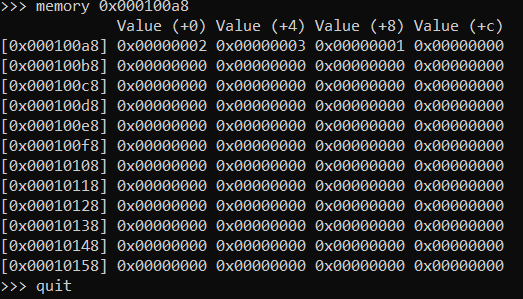 >>> memory 0x000100a8
Value (+0) Value (+4) Value (+8) Value (+c)
[0x000100a8] 0x00000002 0x00000003 0x00000001 0x00000000
[0x000100b8] 0x00000000 0x00000000 0x00000000 0x00000000
[0x000100c8] 0x00000000 0x00000000 0x00000000 0x00000000
[0x000100d8] 0x00000000 0x00000000 0x00000000 0x00000000
[0x000100e8] 0x00000000 0x00000000 0x00000000 0x00000000
[0x000100f8] 0x00000000 0x00000000 0x00000000 0x00000000
[0x00010108] 0x00000000 0x00000000 0x00000000 0x00000000
[0x00010118] 0x00000000 0x00000000 0x00000000 0x00000000
[0x00010128] 0x00000000 0x00000000 0x00000000 0x00000000
[0x00010138] 0x00000000 0x00000000 0x00000000 0x00000000
[0x00010148] 0x00000000 0x00000000 0x00000000 0x00000000
[0x00010158] 0x00000000 0x00000000 0x00000000 0x00000000
>>> quit